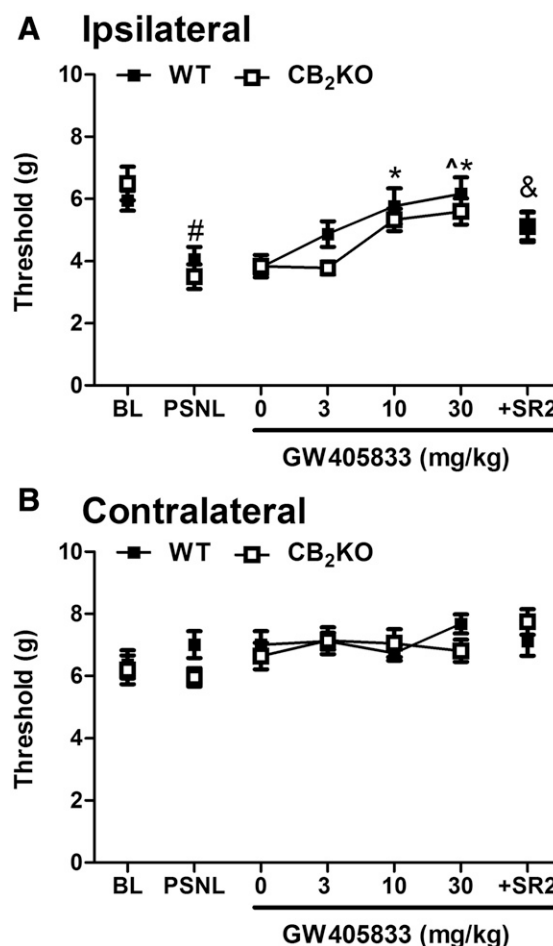 A Ipsilateral
WT CB₂KO
10
8
6
4
2
0
Threshold (g)
#
*
^*
&
BL PSNL 0 3 10 30 +SR2
GW405833 (mg/kg)
B Contralateral
WT CB₂KO
10
8
6
4
2
0
Threshold (g)
BL PSNL 0 3 10 30 +SR2
GW405833 (mg/kg)